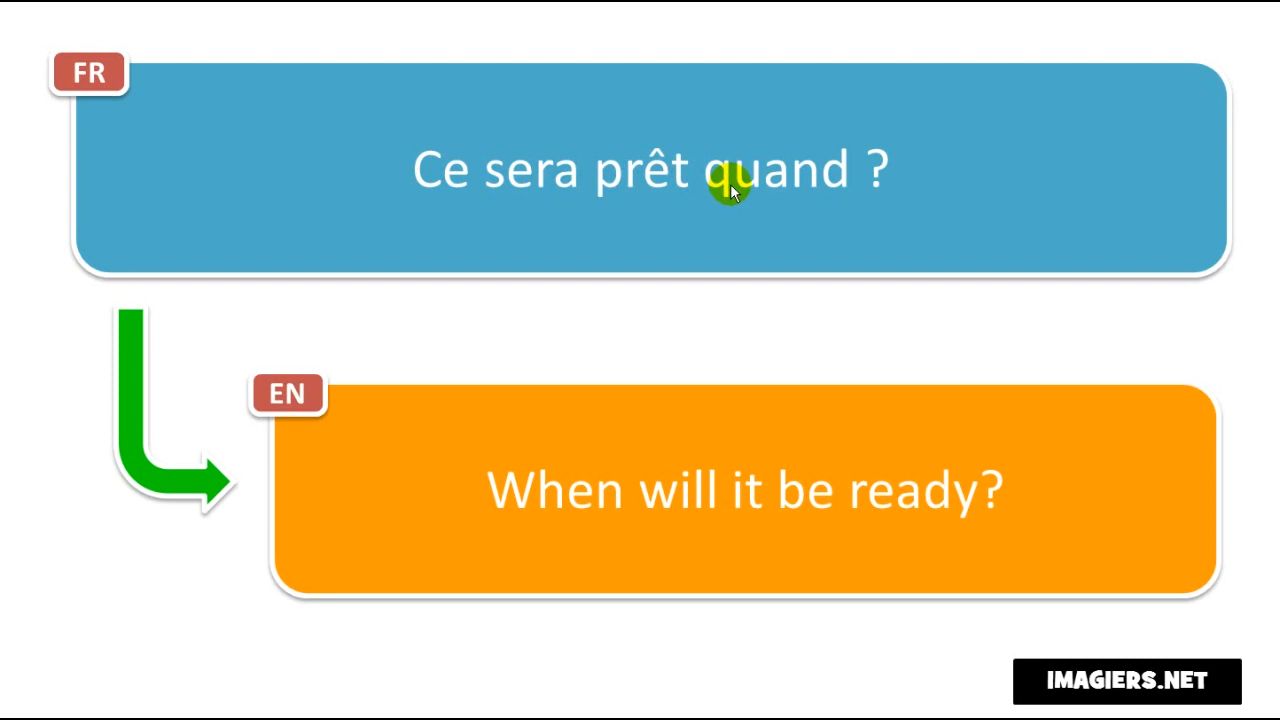 FR
Ce sera prêt quand ?
EN
When will it be ready?
IMAGIERS.NET